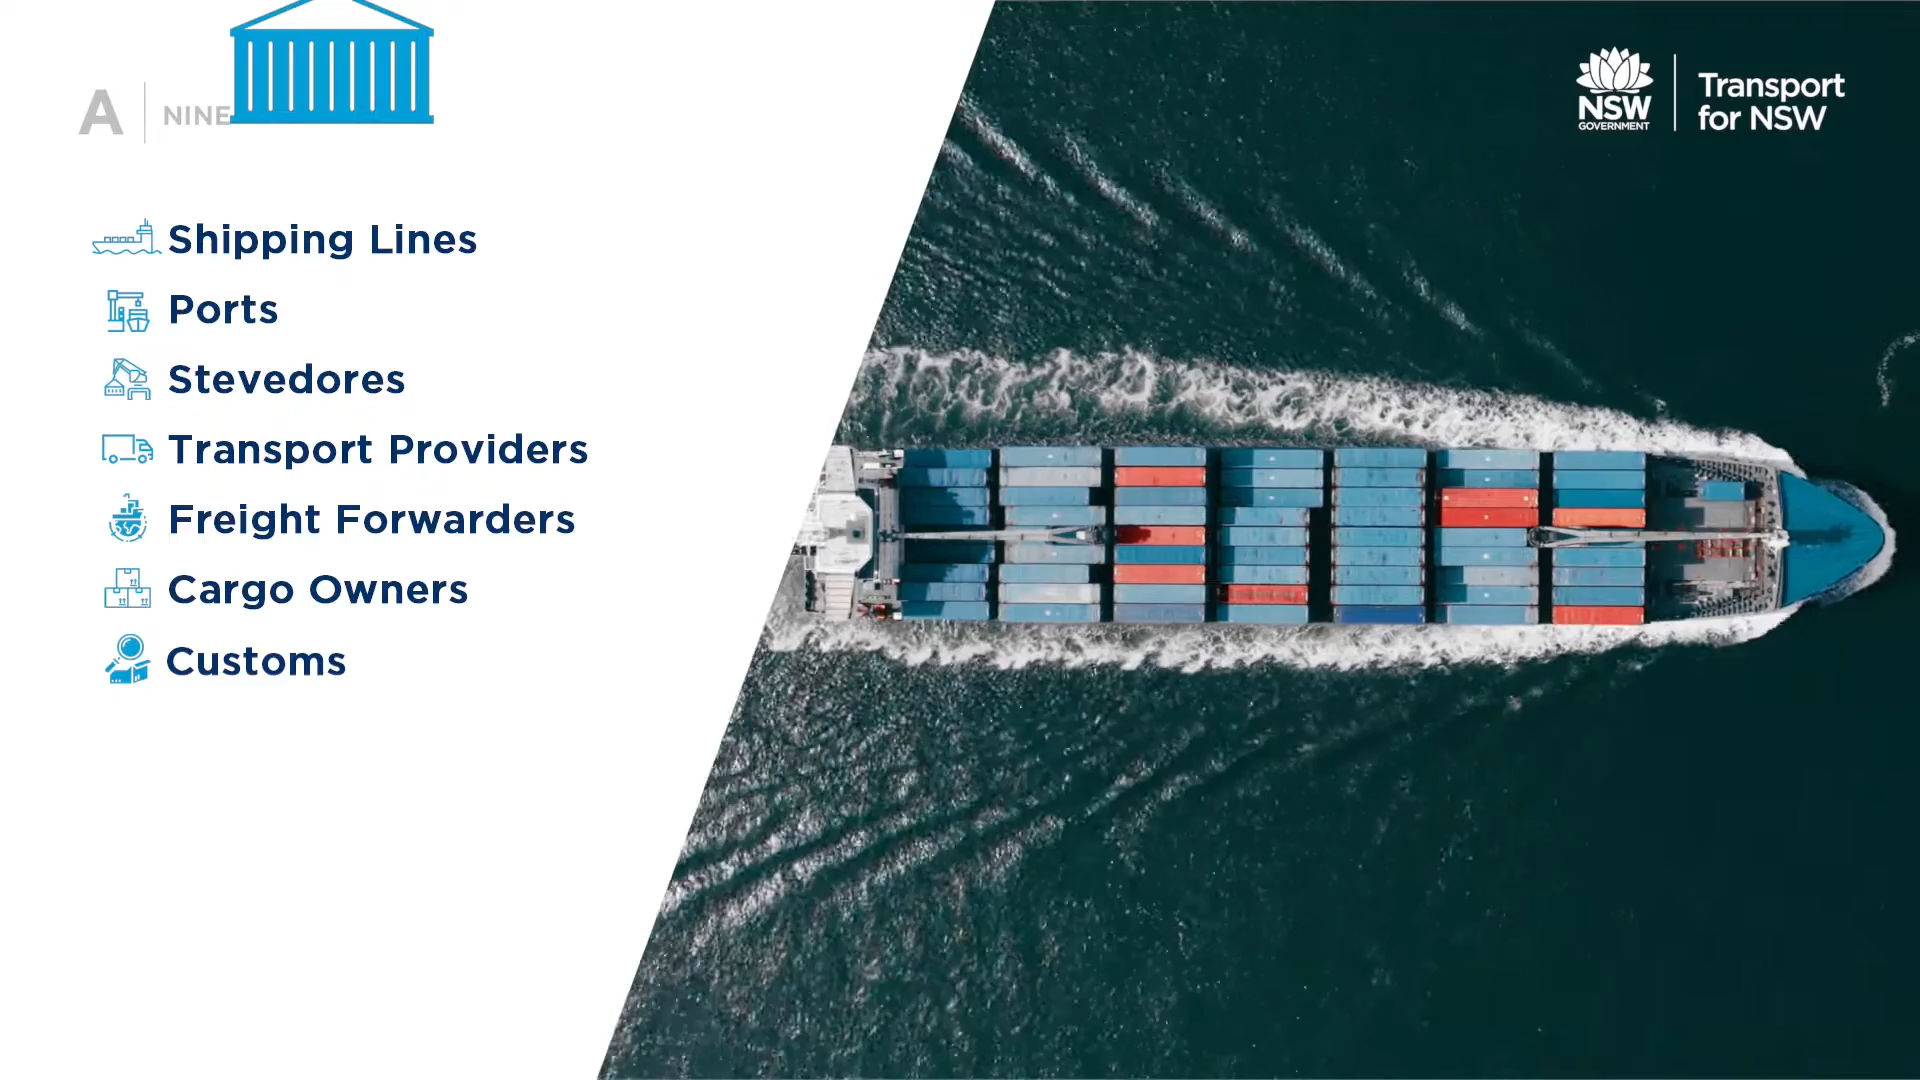 A | NINE
NSW
GOVERNMENT
Transport
for NSW
Shipping Lines
Ports
Stevedores
Transport Providers
Freight Forwarders
Cargo Owners
Customs